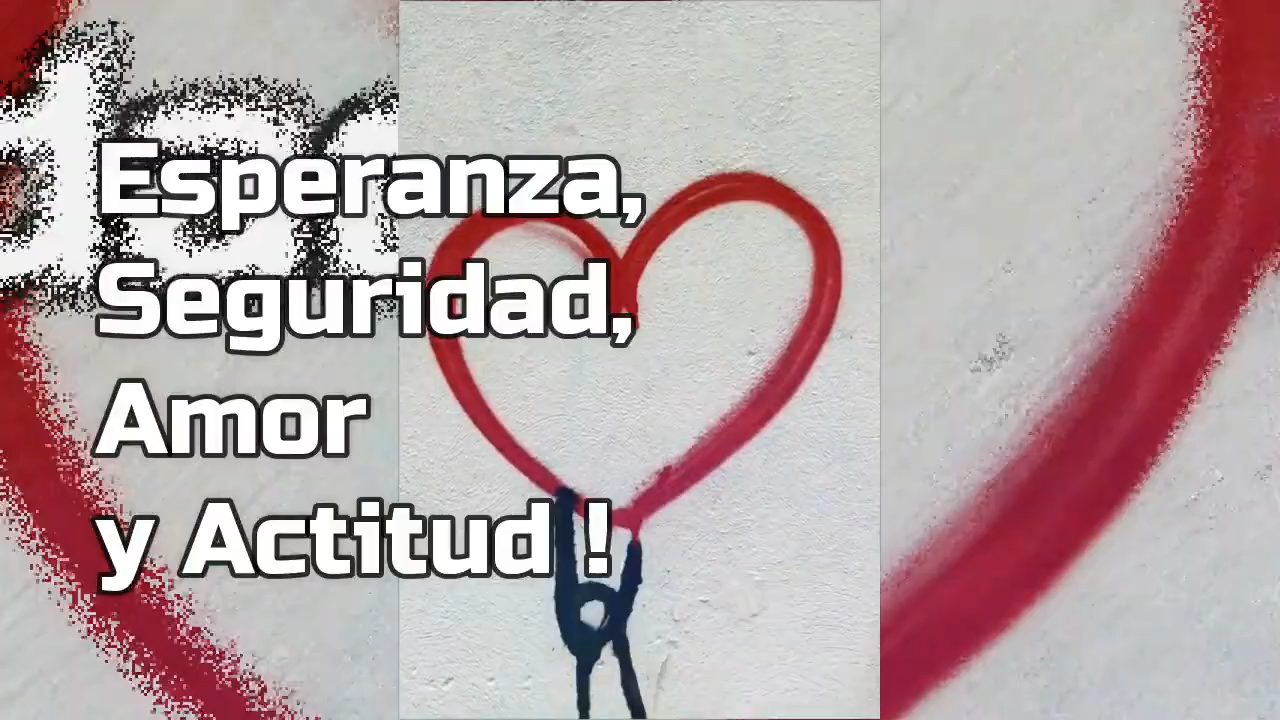 Esperanza,
Seguridad,
Amor
y Actitud !